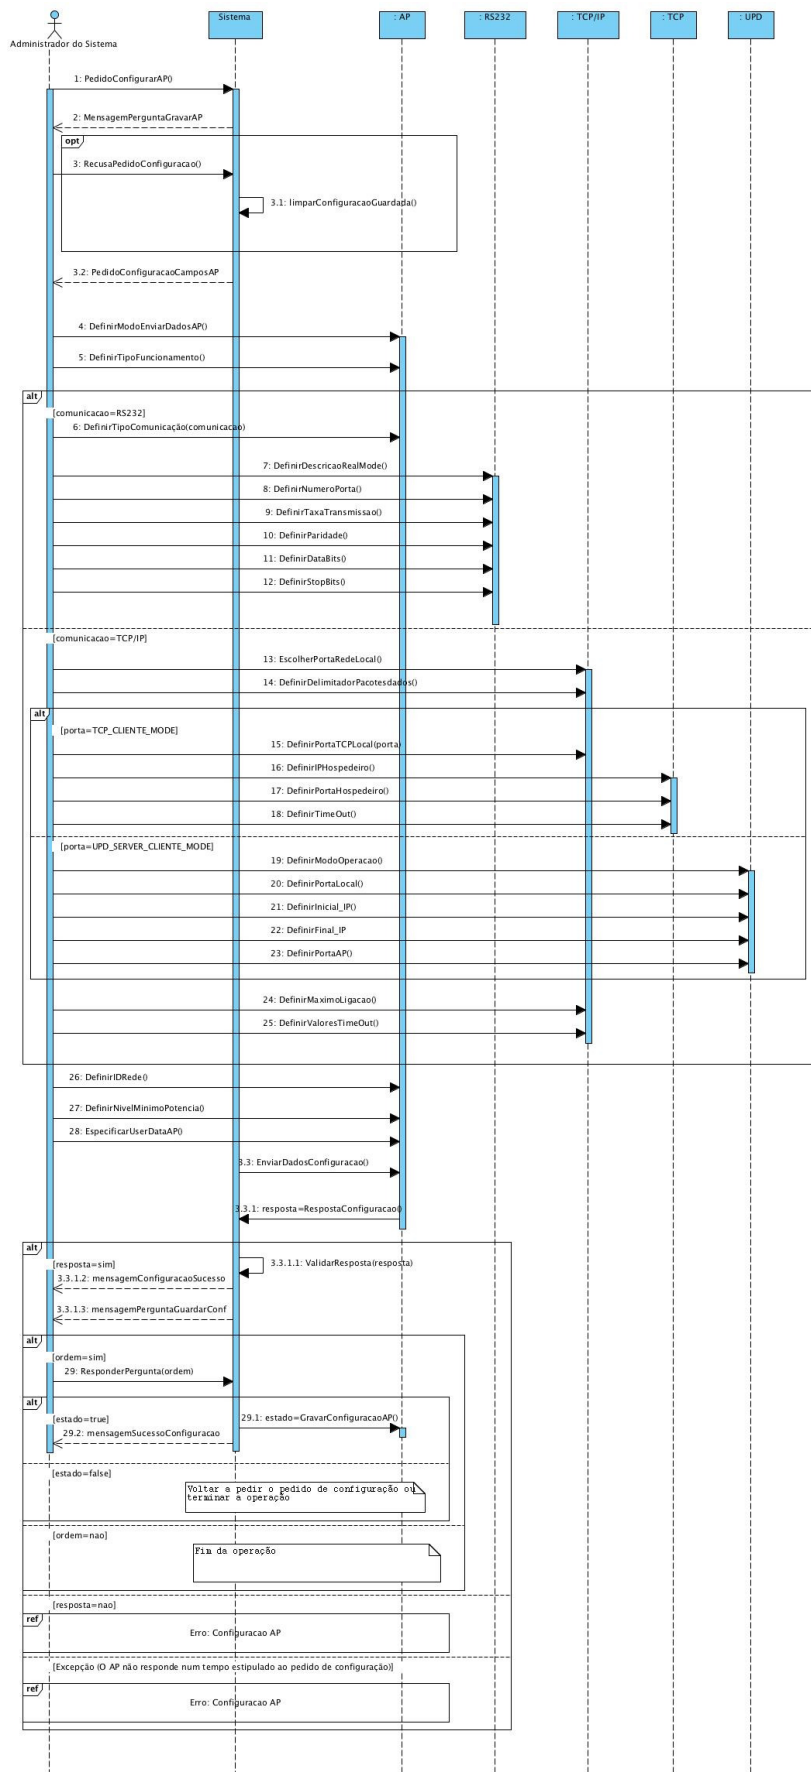 Sistema
: AP
: RS232
: TCP/IP
: TCP
: UPD
Administrador do Sistema
1: PedidoConfigurarAP()
2: MensagemPerguntaGravarAP
opt
3: RecusaPedidoConfiguracao()
3.1: limparConfiguracaoGuardada()
3.2: PedidoConfiguracaoCamposAP
4: DefinirModoEnviarDadosAP()
5: DefinirTipoFuncionamento()
alt
[comunicacao=RS232]
6: DefinirTipoComunicação(comunicacao)
7: DefinirDescricaoRealMode()
8: DefinirNumeroPorta()
9: DefinirTaxaTransmissao()
10: DefinirParidade()
11: DefinirDataBits()
12: DefinirStopBits()
[comunicacao=TCP/IP]
13: EscolherPortaRedeLocal()
14: DefinirDelimitadorPacotesdados()
alt
[porta=TCP_CLIENTE_MODE]
15: DefinirPortaTCPLocal(porta)
16: DefinirIPHospedeiro()
17: DefinirPortaHospedeiro()
18: DefinirTimeOut()
[porta=UPD_SERVER_CLIENTE_MODE]
19: DefinirModoOperacao()
20: DefinirPortaLocal()
21: DefinirInicial_IP()
22: DefinirFinal_IP
23: DefinirPortaAP()
24: DefinirMaximoLigacao()
25: DefinirValoresTimeOut()
26: DefinirIDRede()
27: DefinirNivelMinimoPotencia()
28: EspecificarUserDataAP()
3.3: EnviarDadosConfiguracao()
3.3.1: resposta=RespostaConfiguracao()
alt
[resposta=sim]
3.3.1.1: ValidarResposta(resposta)
3.3.1.2: mensagemConfiguracaoSucesso
3.3.1.3: mensagemPerguntaGuardarConf
alt
[ordem=sim]
29: ResponderPergunta(ordem)
alt
[estado=true]
29.1: estado=GravarConfiguracaoAP()
29.2: mensagemSucessoConfiguracao
[estado=false]
Voltar a pedir o pedido de configuração ou
terminar a operação
[ordem=nao]
Fim da operação
[resposta=nao]
ref
Erro: Configuracao AP
[Excepção (O AP não responde num tempo estipulado ao pedido de configuração)]
ref
Erro: Configuracao AP